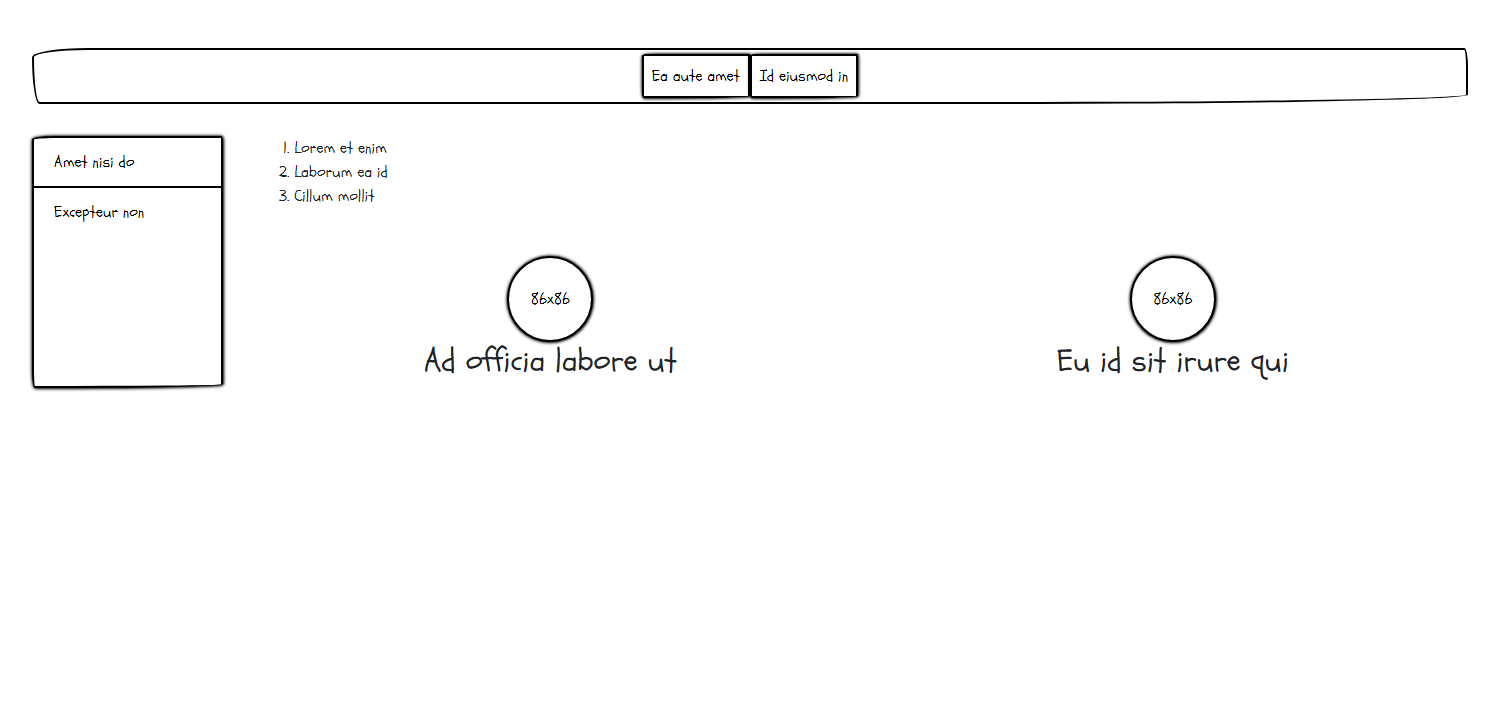 Ea aute amet
Id eiusmod in
Amet nisi do
Excepteur non
1. Lorem et enim
2. Laborum ea id
3. Cillum mollit
86x86
Ad officia labore ut
86x86
Eu id sit irure qui